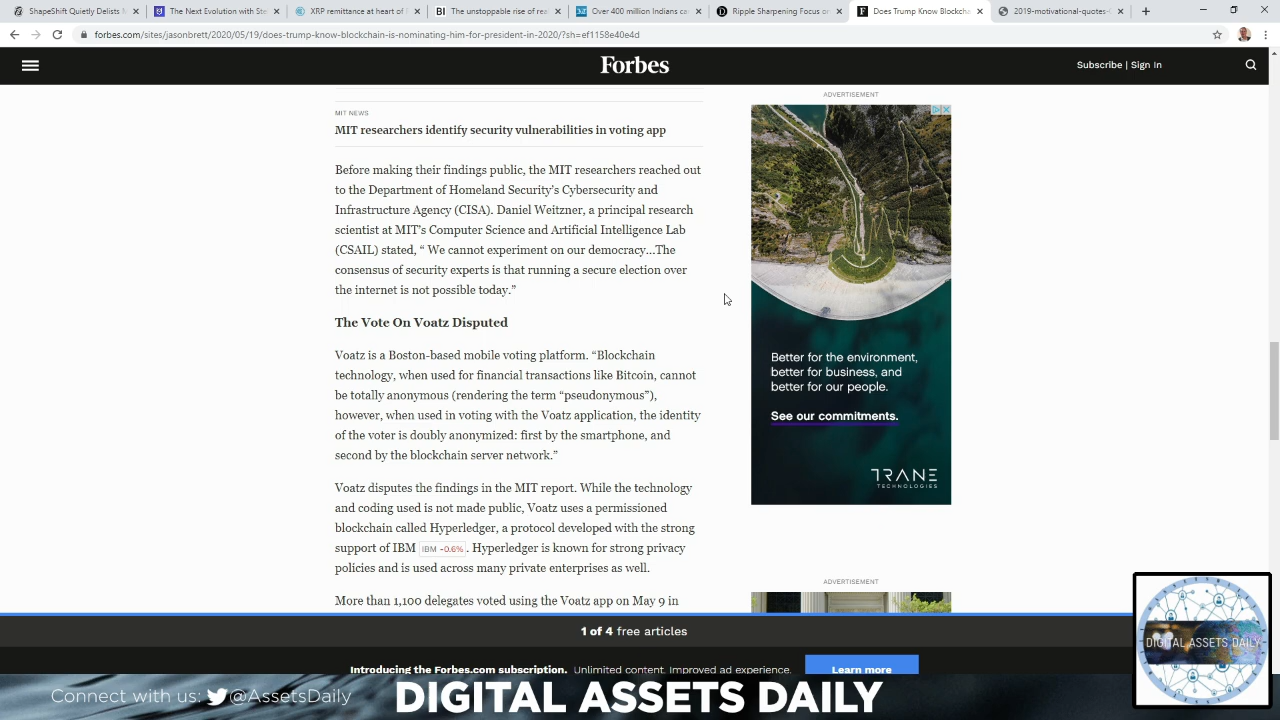 ShapeShift Quietly Delists M
The Next Evolution with Ste
XRP remittance of at handed
BI The unstoppable rise of rea
Over 400 million Indians ca
Ripple Sharpening Focus on
Does Trump Know Blockch
2019-motivational-quotes-
forbes.com/sites/jasonbrett/2020/05/19/does-trump-know-blockchain-is-nominating-him-for-president-in-2020/?sh=ef1158e40e4d
Forbes
Subscribe | Sign In
ADVERTISEMENT
MIT NEWS
MIT researchers identify security vulnerabilities in voting app
Before making their findings public, the MIT researchers reached out
to the Department of Homeland Security's Cybersecurity and
Infrastructure Agency (CISA). Daniel Weitzner, a principal research
scientist at MIT's Computer Science and Artificial Intelligence Lab
(CSAIL) stated, “ We cannot experiment on our democracy...The
consensus of security experts is that running a secure election over
the internet is not possible today.”
The Vote On Voatz Disputed
Voatz is a Boston-based mobile voting platform. “Blockchain
technology, when used for financial transactions like Bitcoin, cannot
be totally anonymous (rendering the term “pseudonymous”),
however, when used in voting with the Voatz application, the identity
of the voter is doubly anonymized: first by the smartphone, and
second by the blockchain server network.”
Voatz disputes the findings in the MIT report. While the technology
and coding used is not made public, Voatz uses a permissioned
blockchain called Hyperledger, a protocol developed with the strong
support of IBM IBM -0.6% . Hyperledger is known for strong privacy
policies and is used across many private enterprises as well.
More than 1,100 delegates voted using the Voatz app on May 9 in
Better for the environment,
better for business, and
better for our people.
See our commitments.
TRANE
TECHNOLOGIES
ADVERTISEMENT
1 of 4 free articles
Introducing the Forbes.com subscription. Unlimited content. Improved ad experience.
Learn more
DIGITAL ASSETS DAILY
Connect with us: @AssetsDaily
DIGITAL ASSETS DAILY